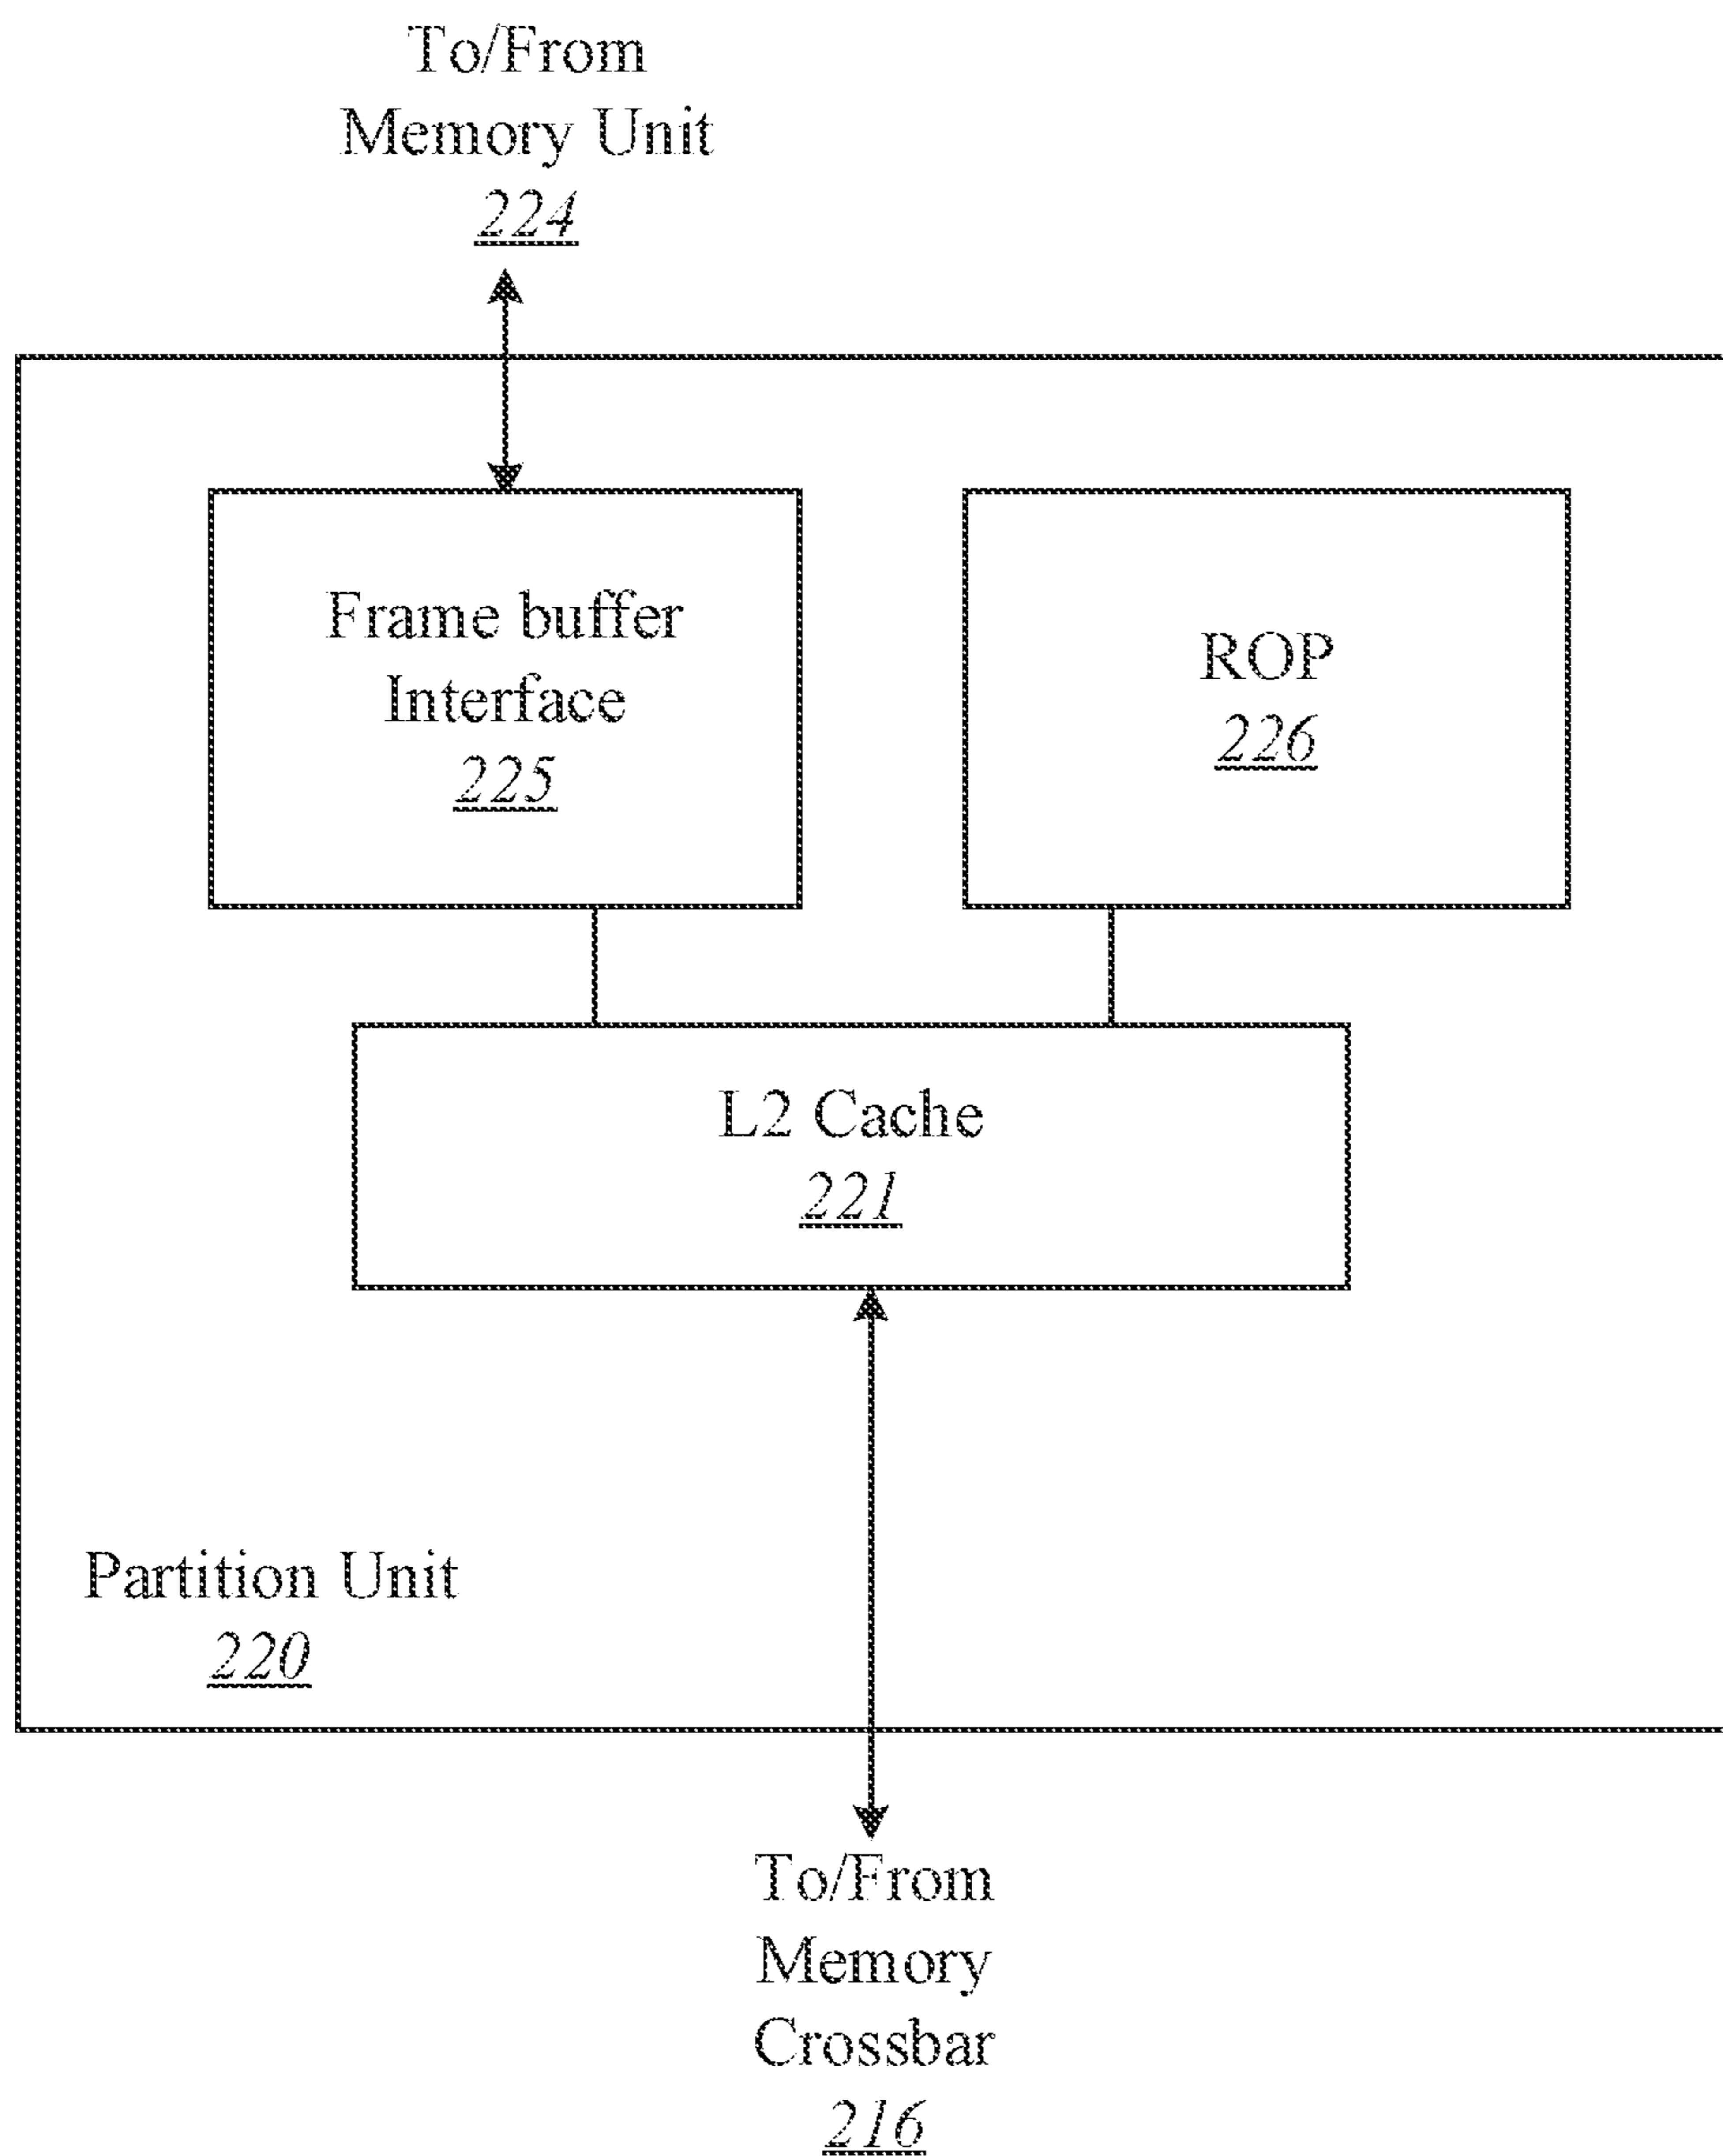 To/From
Memory Unit
224
Frame buffer
Interface
225
ROP
226
L2 Cache
221
Partition Unit
220
To/From
Memory
Crossbar
216